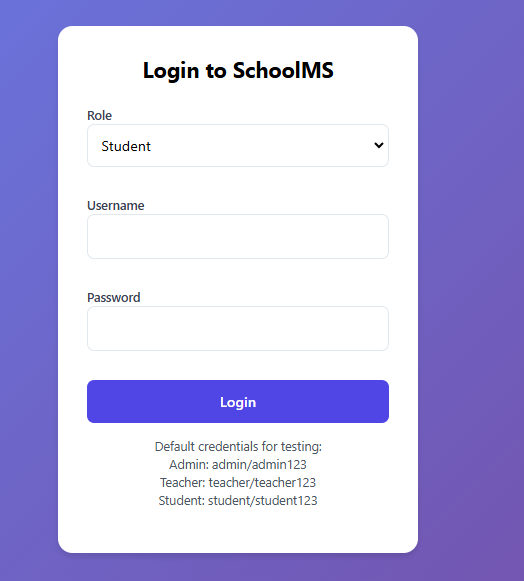 Login to SchoolMS
Role
Student
Username
Password
Login
Default credentials for testing:
Admin: admin/admin123
Teacher: teacher/teacher123
Student: student/student123